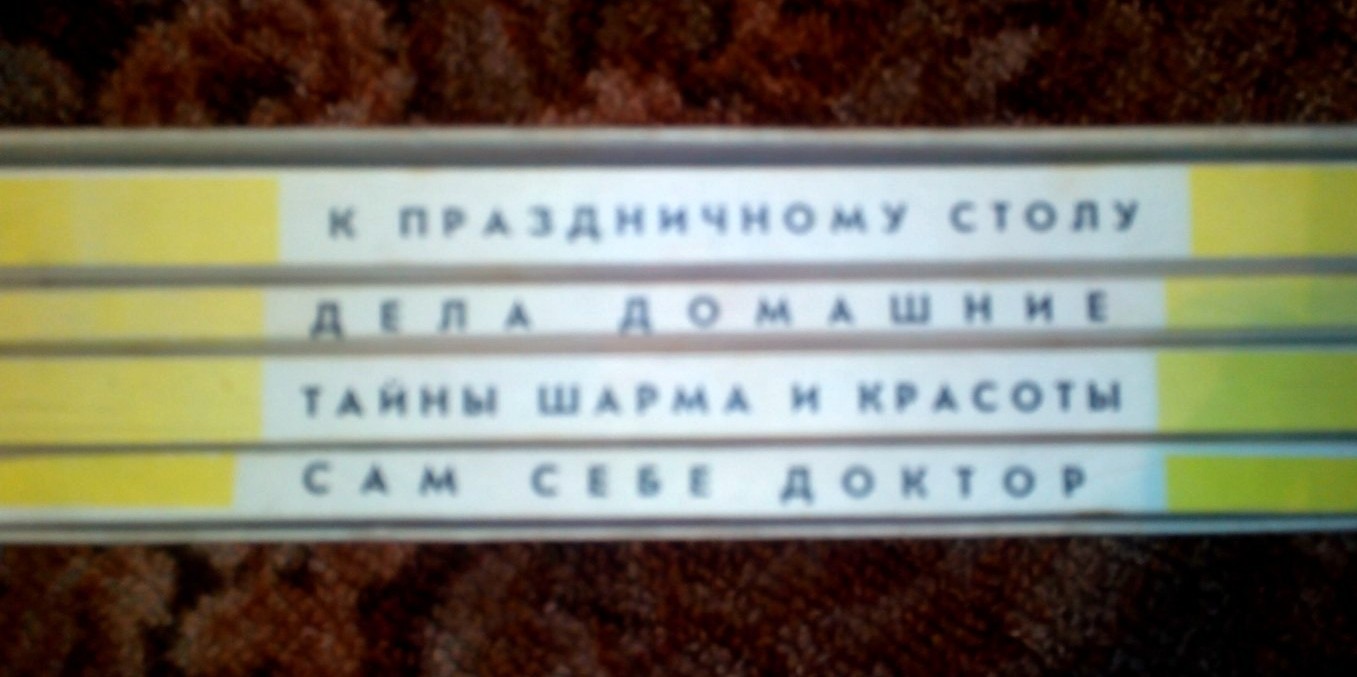 К ПРАЗДНИЧНОМУ СТОЛУ
ДЕЛА ДОМАШНИЕ
ТАЙНЫ ШАРМА И КРАСОТЫ
САМ СЕБЕ ДОКТОР